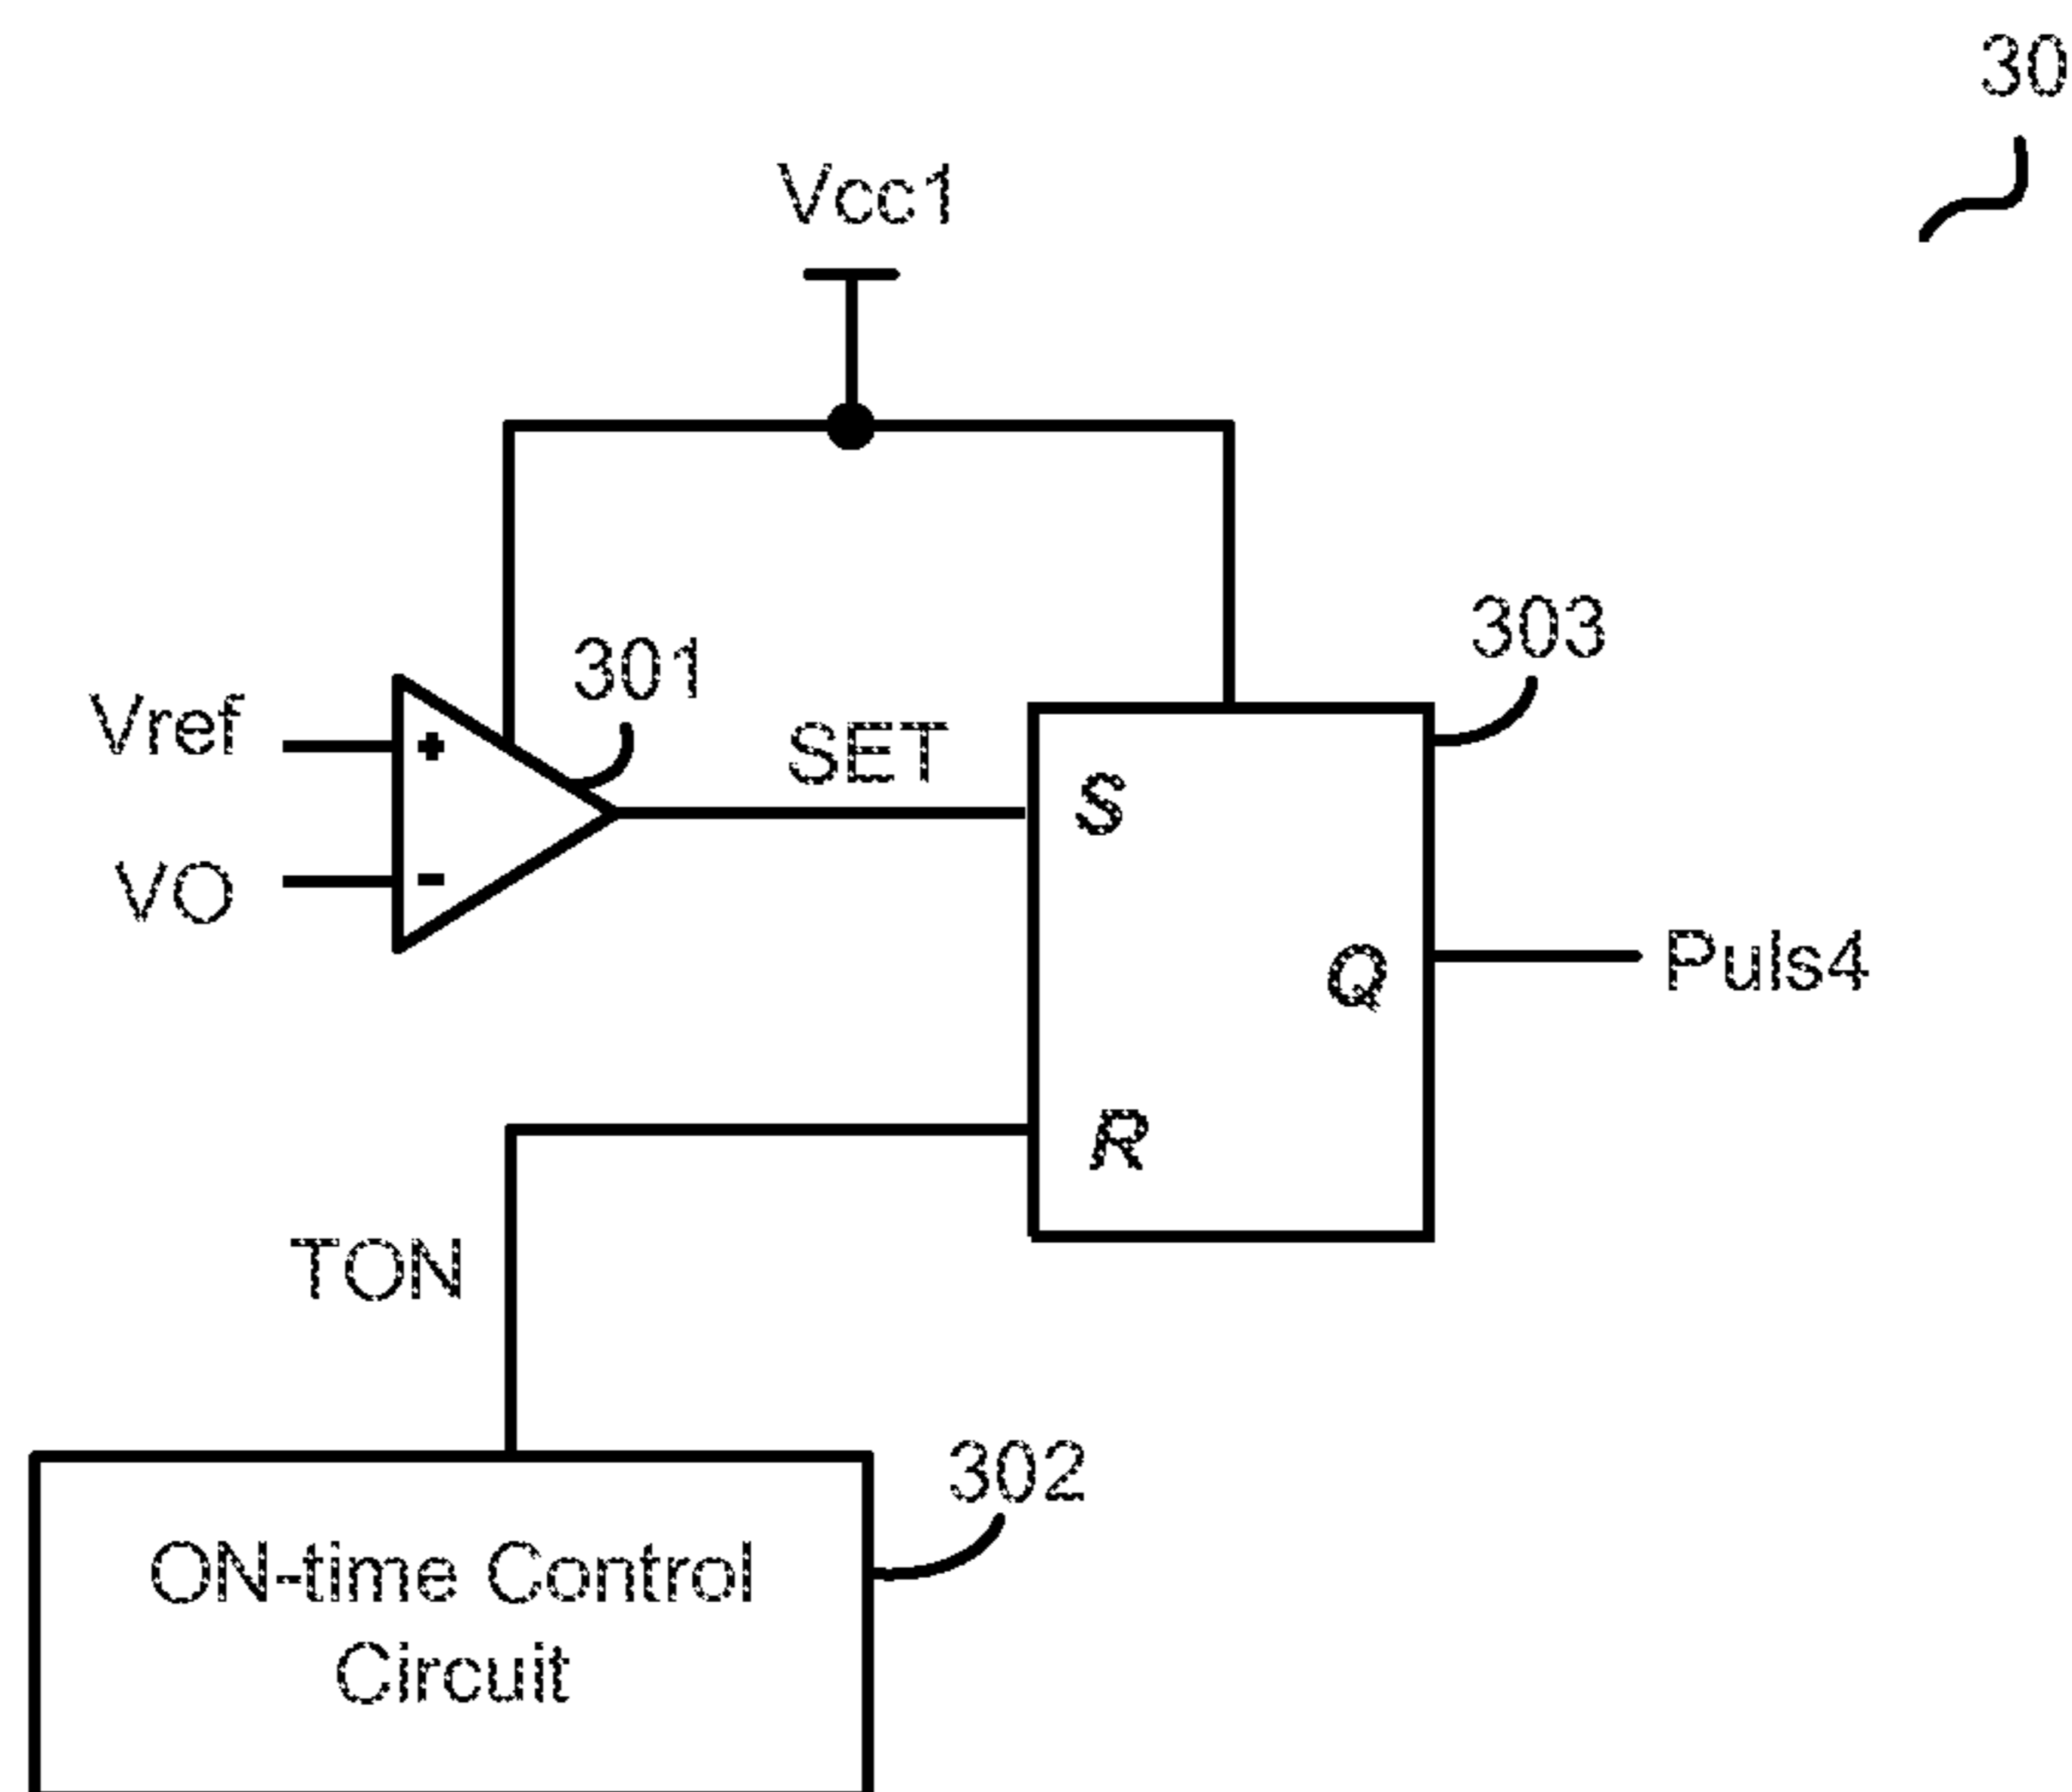 30
Vcc1
301
303
Vref
+
SET
S
VO
-
Q
Puls4
R
TON
302
ON-time Control
Circuit